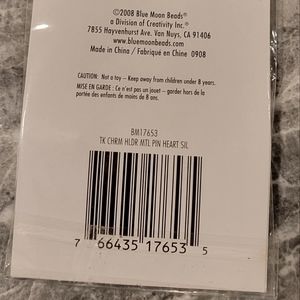 ©2008 Blue Moon Beads®
a Division of Creativity Inc.®
7855 Hayvenhurst Ave. Van Nuys, CA 91406
www.bluemoonbeads.com
Made in China / Fabriqué en Chine 0908
CAUTION: Not a toy – Keep away from children under 8 years.
MISE EN GARDE : Ce n'est pas un jouet – garder hors de la
portée des enfants de moins de 8 ans.
BM17653
TK CHRM HLDR MTL PIN HEART SIL
7 66435 17653 5